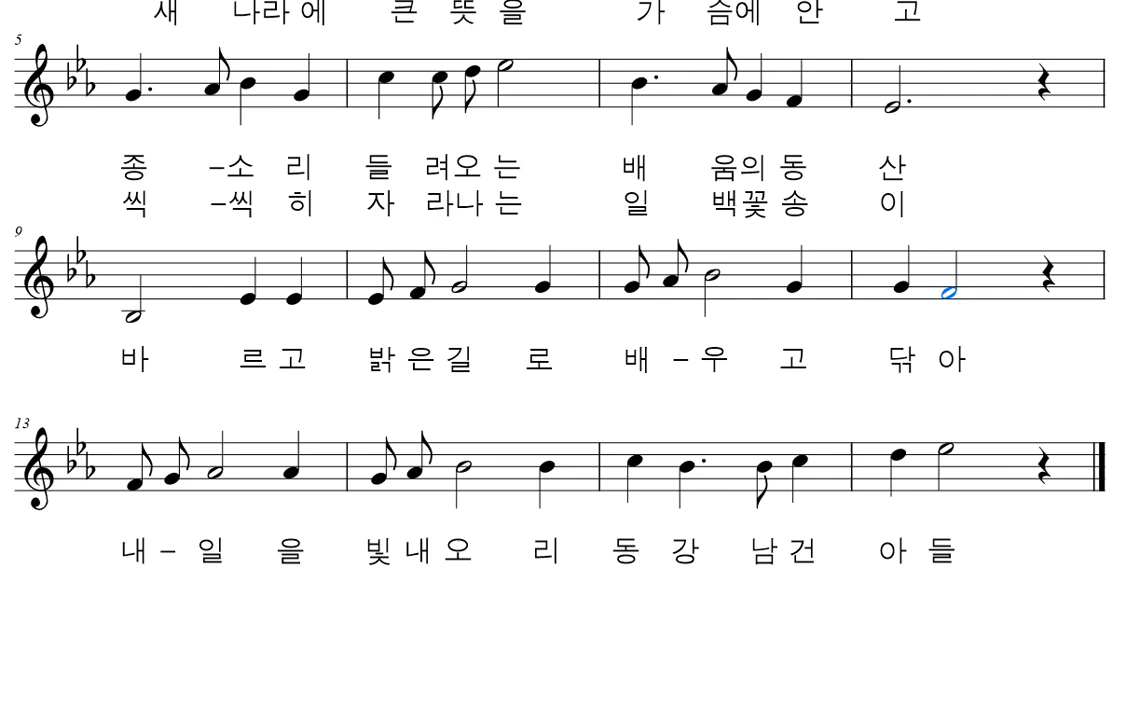 새 나라 에 큰 뜻 을 가 슴에 안 고
5
종 –소 리 들 려오 는 배 움의 동 산
씩 –씩 히 자 라나 는 일 백꽃 송 이
9
바 르 고 밝 은 길 로 배 – 우 고 닦 아
13
내 – 일 을 빛 내 오 리 동 강 남 건 아 들